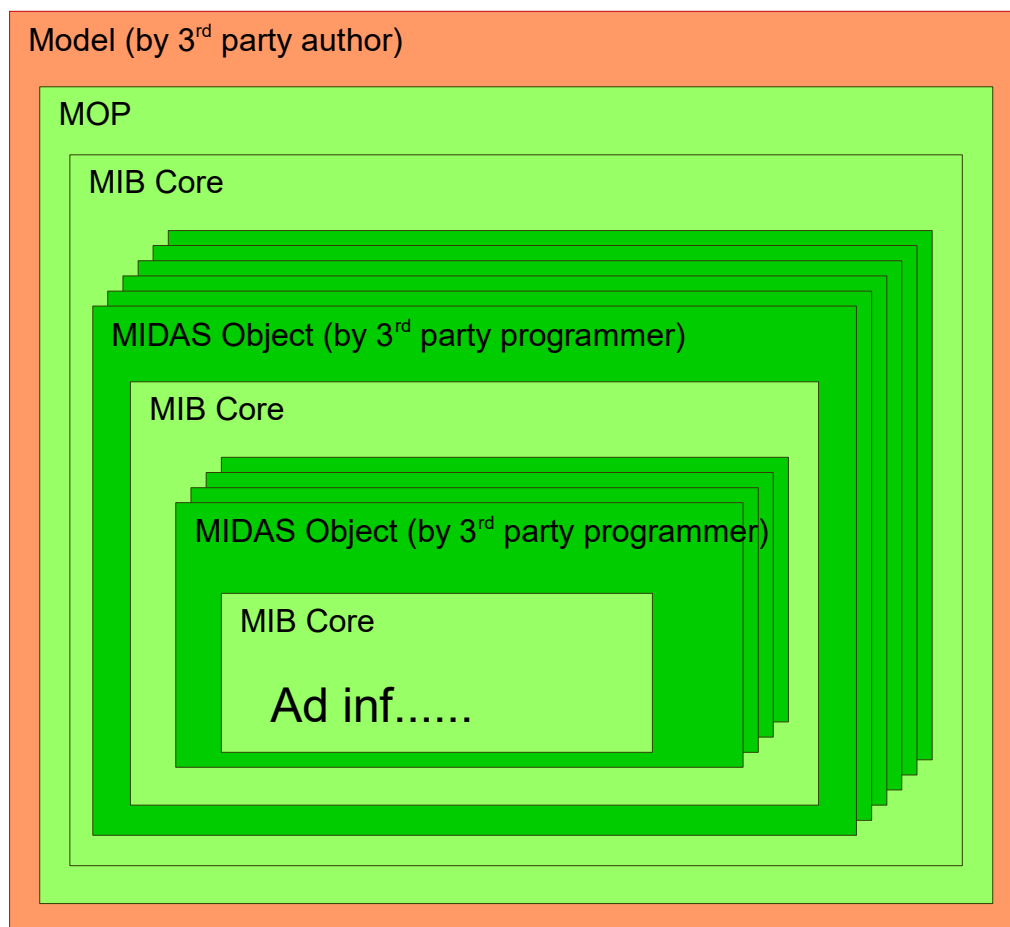 Model (by 3rd party author)
MOP
MIB Core
MIDAS Object (by 3rd party programmer)
MIB Core
MIDAS Object (by 3rd party programmer)
MIB Core
Ad inf......